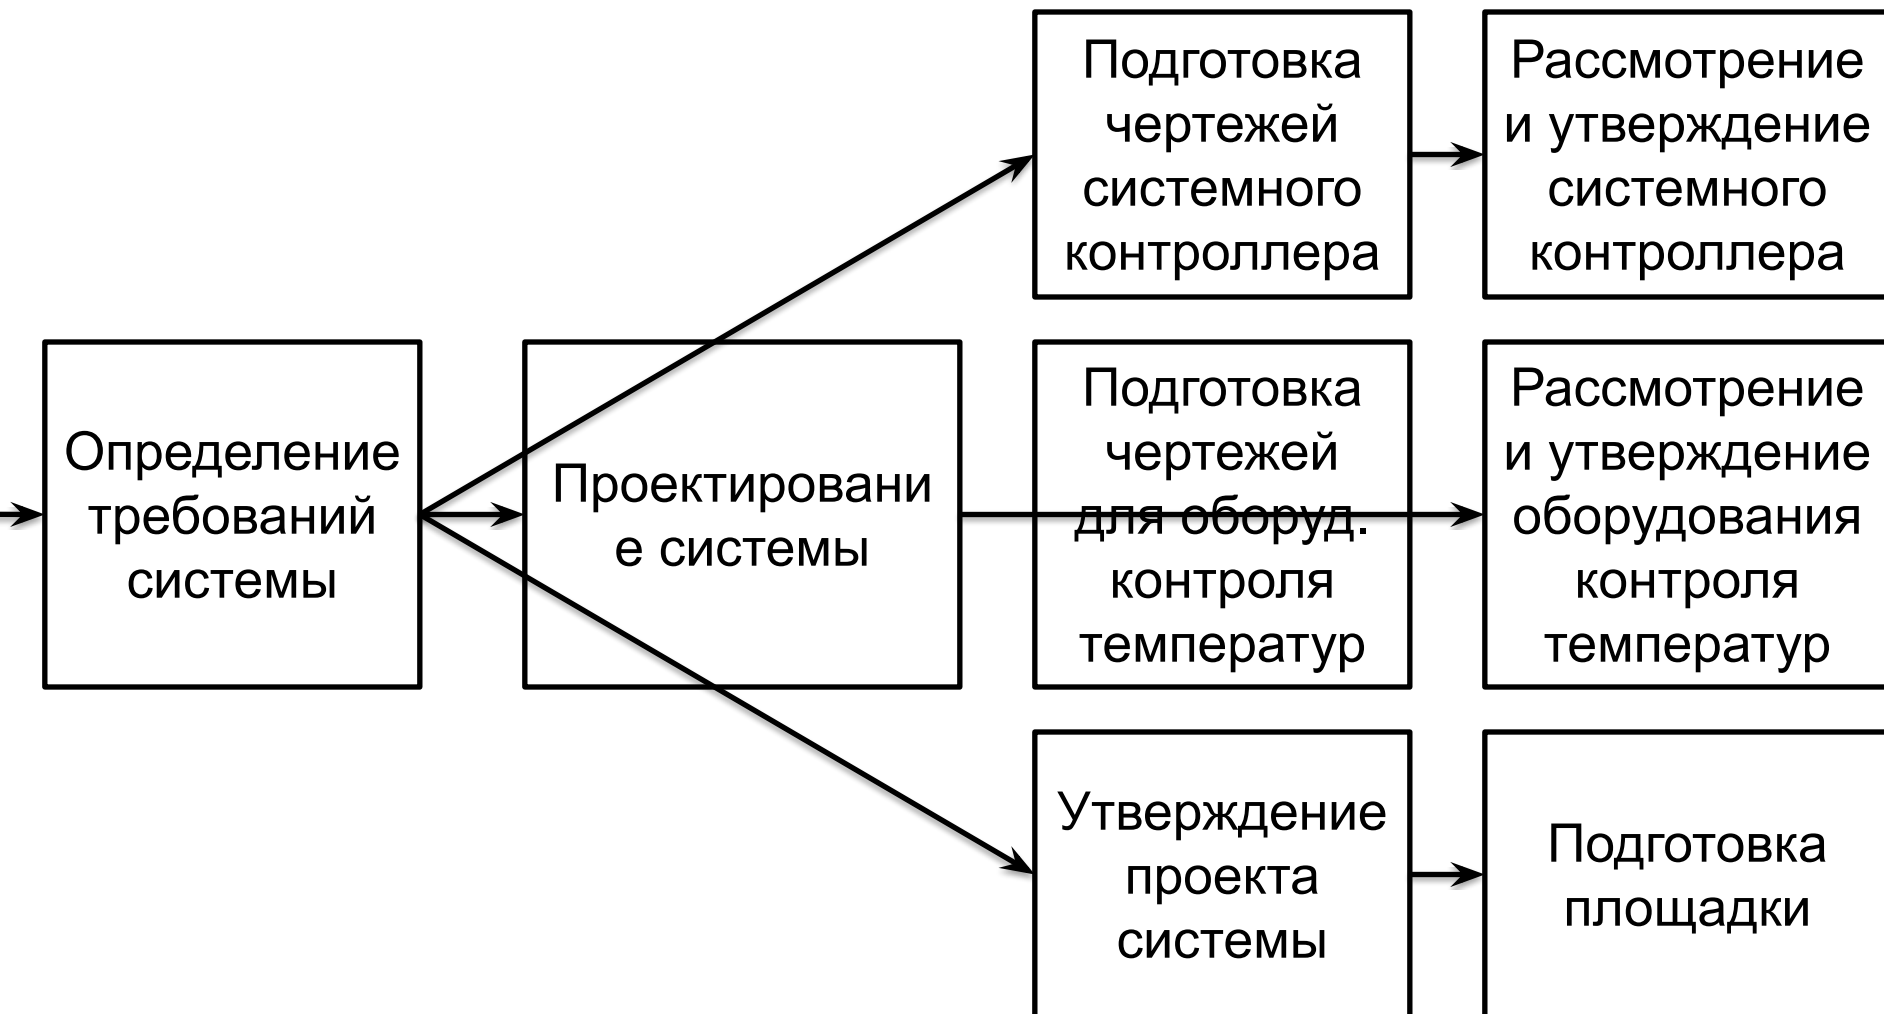 Подготовка
чертежей
системного
контроллера
Рассмотрение
и утверждение
системного
контроллера
Определение
требований
системы
Проектировани
е системы
Подготовка
чертежей
для оборуд.
контроля
температур
Рассмотрение
и утверждение
оборудования
контроля
температур
Утверждение
проекта
системы
Подготовка
площадки